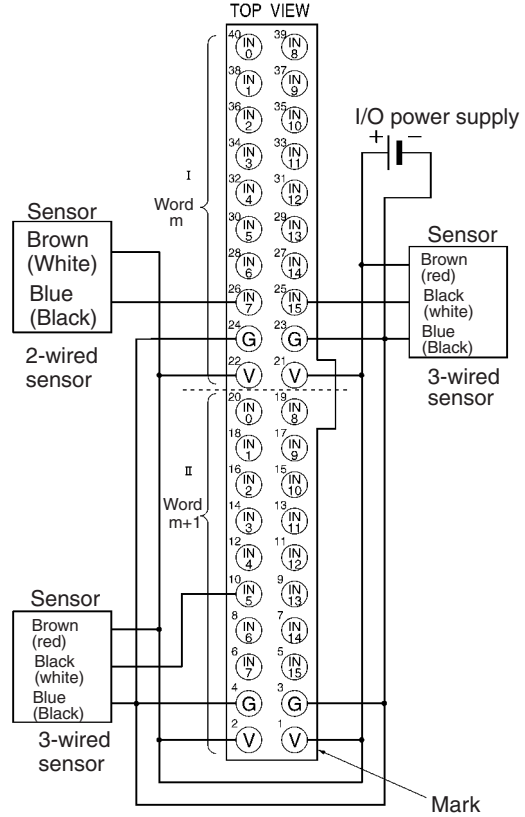 TOP VIEW
40 IN 0 39 IN 8
38 IN 1 37 IN 9
36 IN 2 35 IN 10
I/O power supply
+ −
34 IN 3 33 IN 11
I
Word
m
32 IN 4 31 IN 12
30 IN 5 29 IN 13
28 IN 6 27 IN 14
26 IN 7 25 IN 15
24 G 23 G
22 V 21 V
Sensor
Brown
(White)
Blue
(Black)
2-wired
sensor
Sensor
Brown
(red)
Black
(white)
Blue
(Black)
3-wired
sensor
20 IN 0 19 IN 8
18 IN 1 17 IN 9
II
Word
m+1
16 IN 2 15 IN 10
14 IN 3 13 IN 11
12 IN 4 11 IN 12
10 IN 5 9 IN 13
8 IN 6 7 IN 14
6 IN 7 5 IN 15
4 G 3 G
2 V 1 V
Sensor
Brown
(red)
Black
(white)
Blue
(Black)
3-wired
sensor
Mark